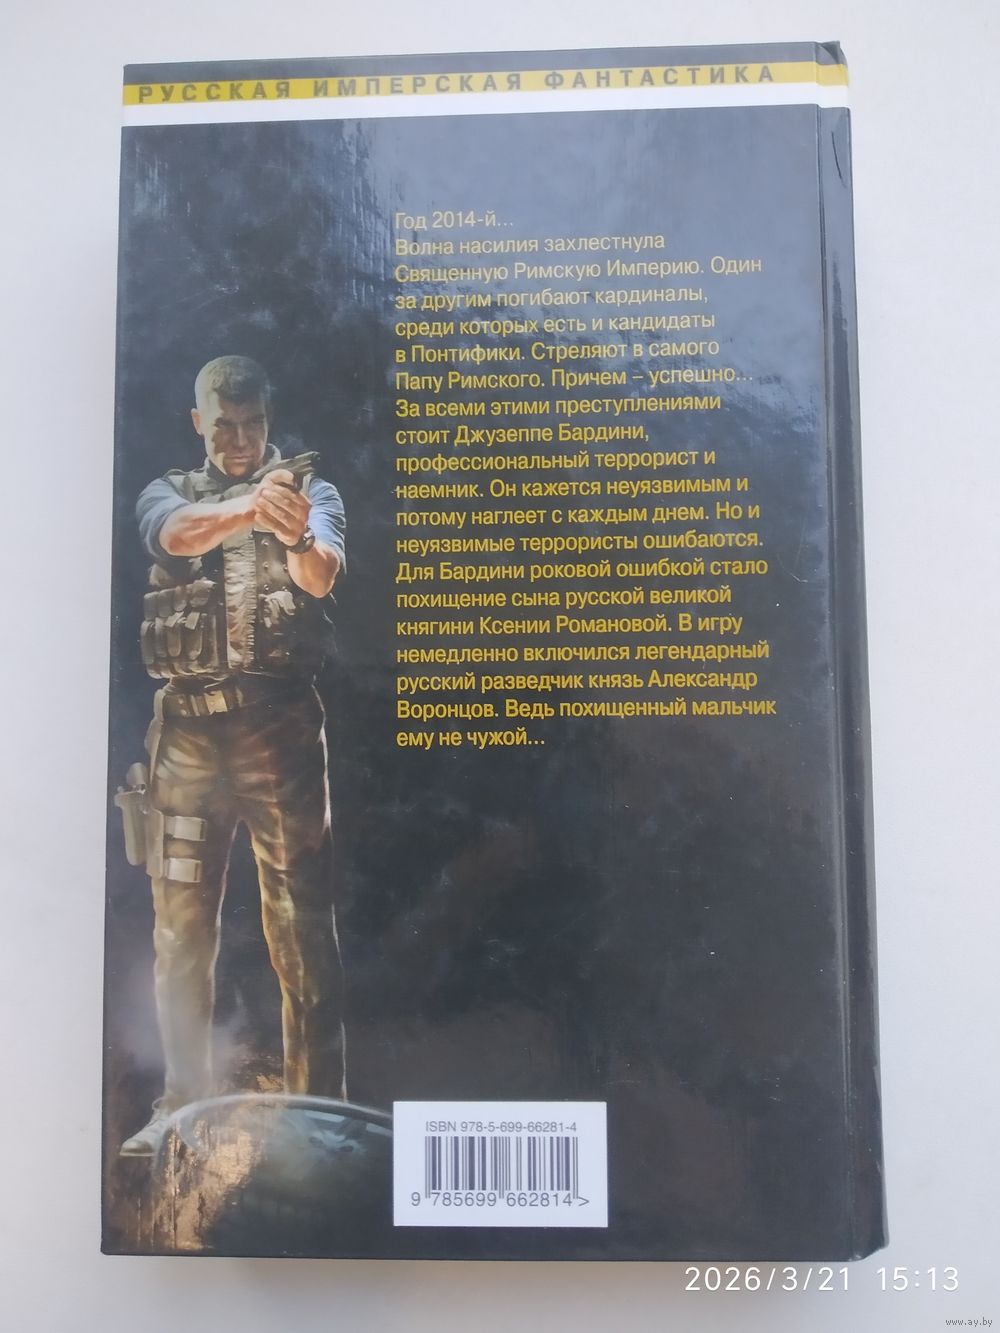 РУССКАЯ ИМПЕРСКАЯ ФАНТАСТИКА
Год 2014-й...
Волна насилия захлестнула
Священную Римскую Империю. Один
за другим погибают кардиналы,
среди которых есть и кандидаты
в Понтифики. Стреляют в самого
Папу Римского. Причем – успешно...
За всеми этими преступлениями
стоит Джузеппе Бардини,
профессиональный террорист и
наемник. Он кажется неуязвимым и
потому наглеет с каждым днем. Но и
неуязвимые террористы ошибаются.
Для Бардини роковой ошибкой стало
похищение сына русской великой
княгини Ксении Романовой. В игру
немедленно включился легендарный
русский разведчик князь Александр
Воронцов. Ведь похищенный мальчик
ему не чужой...
ISBN 978-5-699-66281-4
9 785699 662814 >
2026/3/21 15:13
www.ay.by